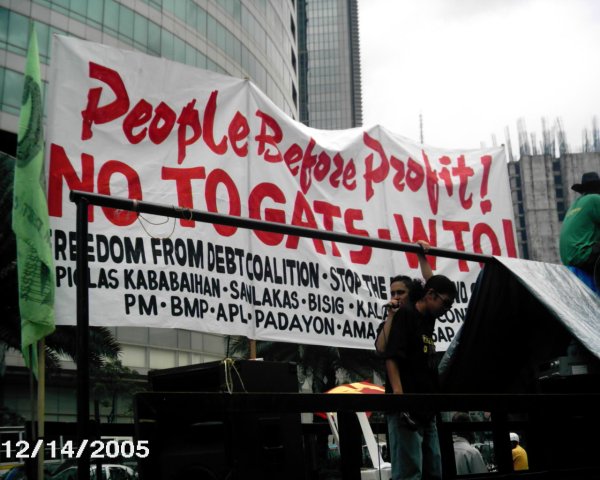 People Before Profit!
NO TO GATS-WTO!
FREEDOM FROM DEBT COALITION • STOP THE NO
PIGLAS KABABAIHAN • SANLAKAS • BISIG • KAL
PM • BMP • APL • PADAYON • AMA
12/14/2005